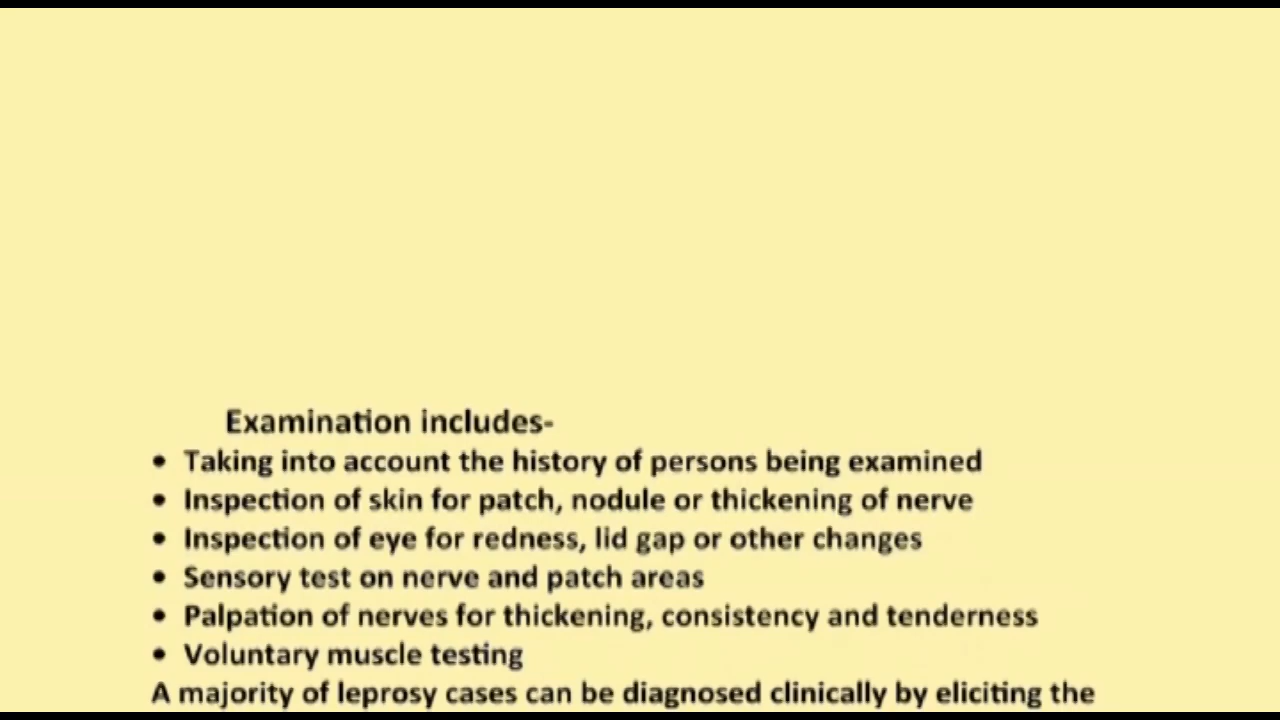 Examination includes-
• Taking into account the history of persons being examined
• Inspection of skin for patch, nodule or thickening of nerve
• Inspection of eye for redness, lid gap or other changes
• Sensory test on nerve and patch areas
• Palpation of nerves for thickening, consistency and tenderness
• Voluntary muscle testing
A majority of leprosy cases can be diagnosed clinically by eliciting the